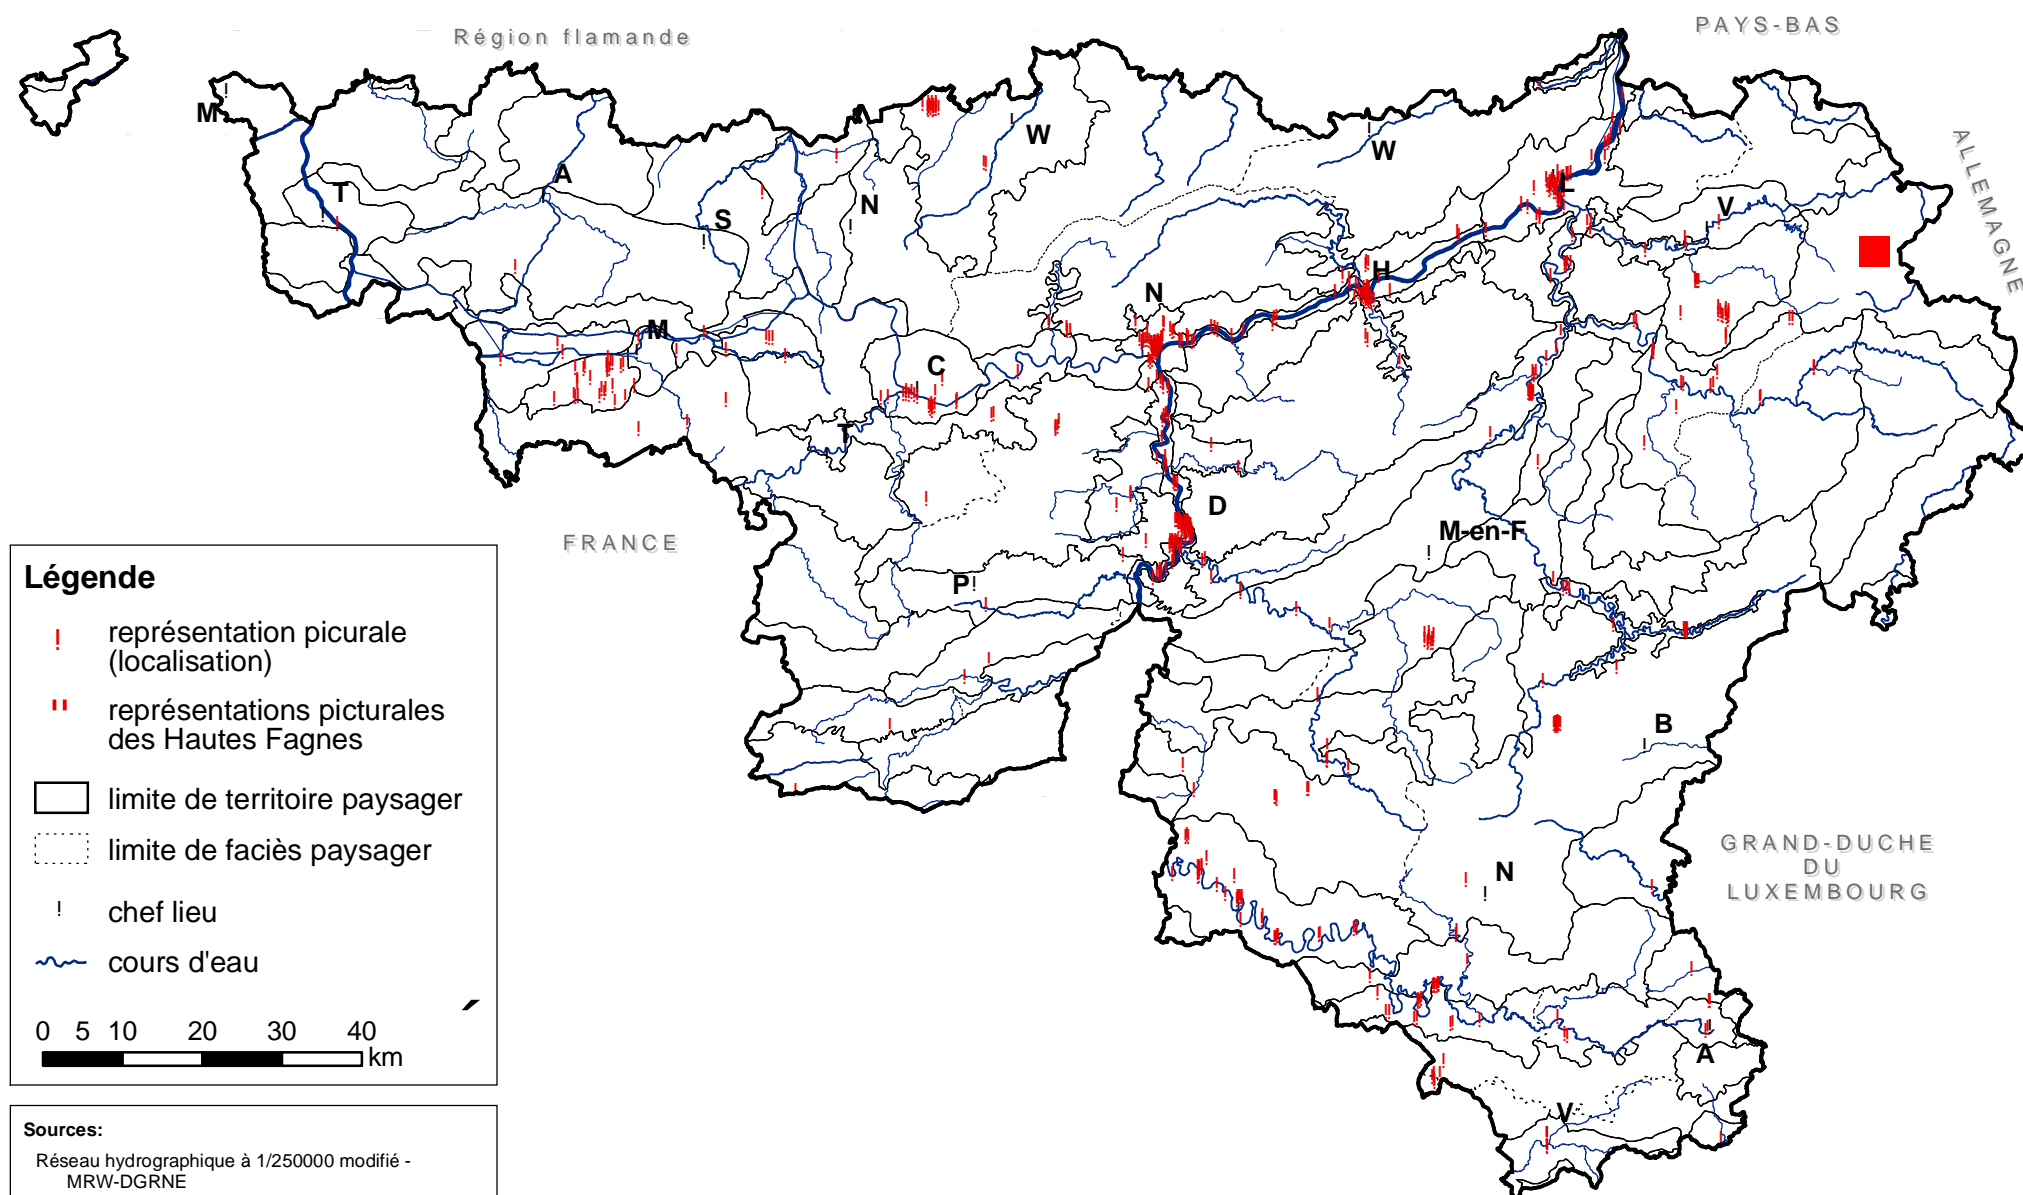 Région flamande
PAYS-BAS
ALLEMAGNE
M
W
W
T
A
S
N
L
V
H
N
M
C
T
D
M-en-F
FRANCE
P
B
N
GRAND-DUCHE
DU
LUXEMBOURG
A
V
Légende
représentation picurale
(localisation)
représentations picturales
des Hautes Fagnes
limite de territoire paysager
limite de faciès paysager
chef lieu
cours d'eau
0 5 10 20 30 40
km
Sources:
Réseau hydrographique à 1/250000 modifié -
MRW-DGRNE